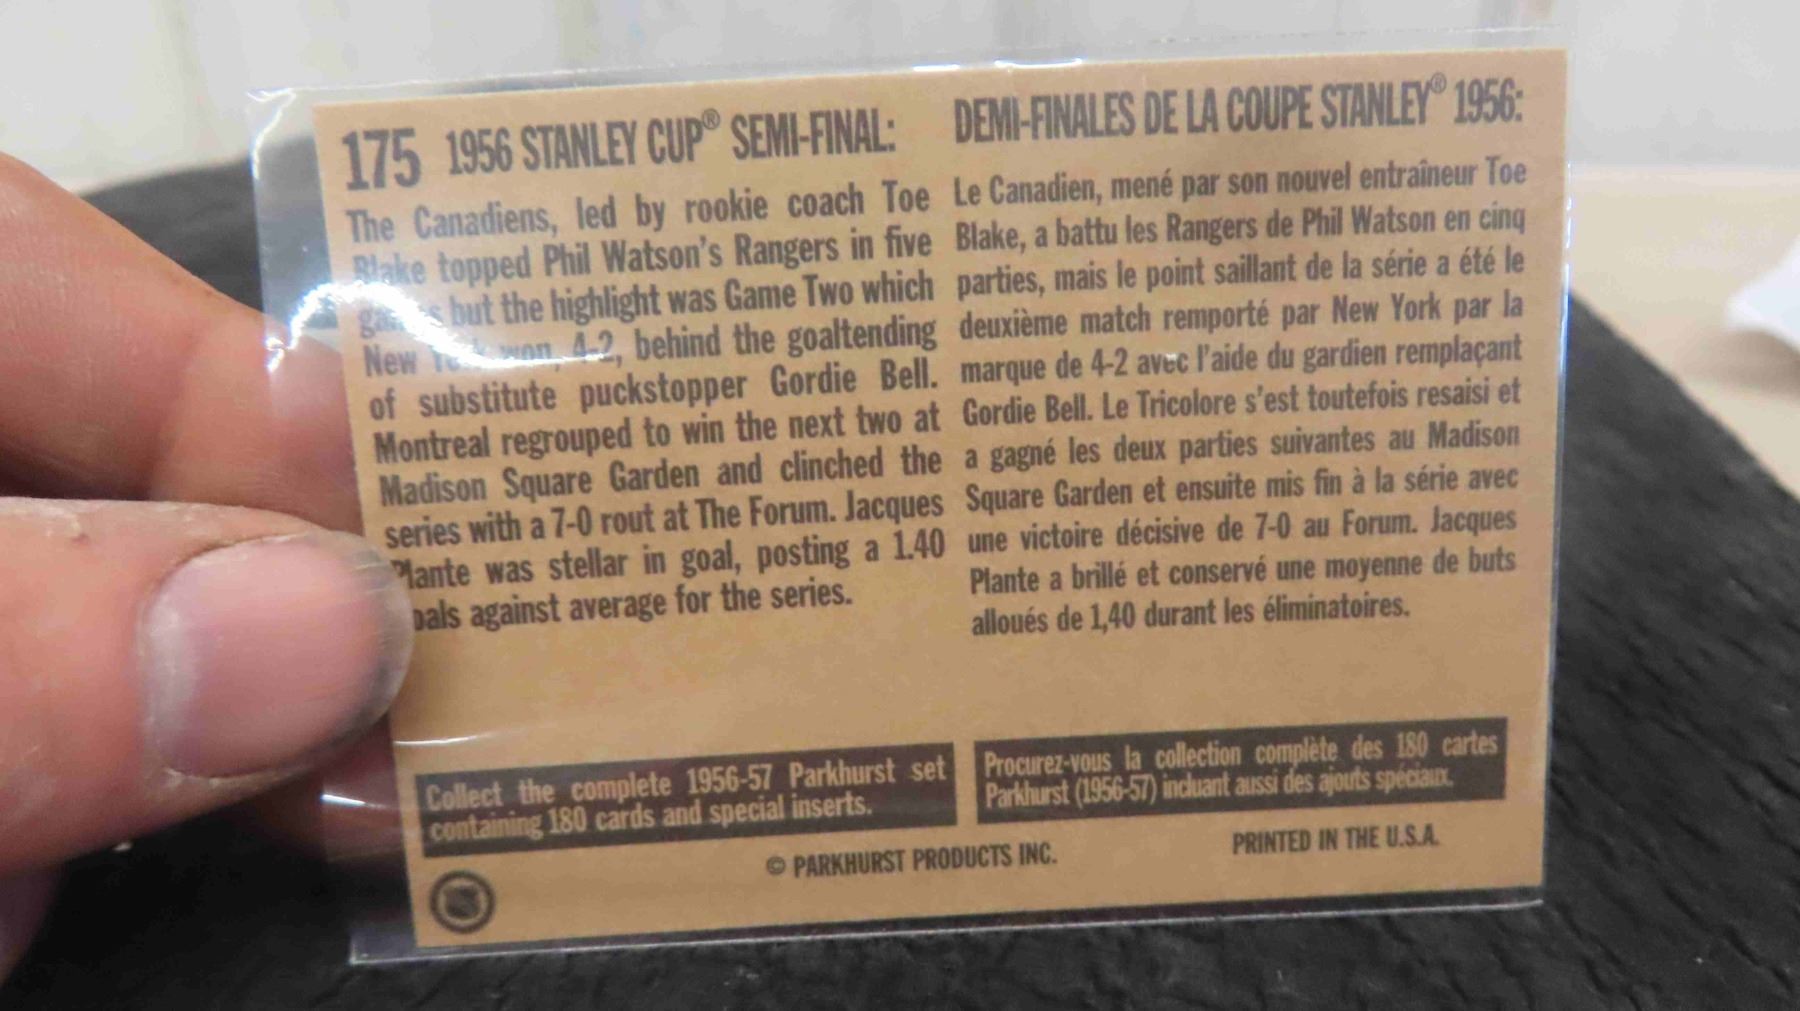 175 1956 STANLEY CUP® SEMI-FINAL:
The Canadiens, led by rookie coach Toe
Blake topped Phil Watson's Rangers in five
but the highlight was Game Two which
New won, 4-2, behind the goaltending
of substitute puckstopper Gordie Bell.
Montreal regrouped to win the next two at
Madison Square Garden and clinched the
series with a 7-0 rout at The Forum. Jacques
Plante was stellar in goal, posting a 1.40
against average for the series.
DEMI-FINALES DE LA COUPE STANLEY® 1956:
Le Canadien, mené par son nouvel entraîneur Toe
Blake, a battu les Rangers de Phil Watson en cinq
parties, mais le point saillant de la série a été le
deuxième match remporté par New York par la
marque de 4-2 avec l'aide du gardien remplaçant
Gordie Bell. Le Tricolore s'est toutefois resaisi et
a gagné les deux parties suivantes au Madison
Square Garden et ensuite mis fin à la série avec
une victoire décisive de 7-0 au Forum. Jacques
Plante a brillé et conservé une moyenne de buts
alloués de 1,40 durant les éliminatoires.
Collect the complete 1956-57 Parkhurst set
containing 180 cards and special inserts.
Procurez-vous la collection complète des 180 cartes
Parkhurst (1956-57) incluant aussi des ajouts spéciaux.
© PARKHURST PRODUCTS INC.
PRINTED IN THE U.S.A.